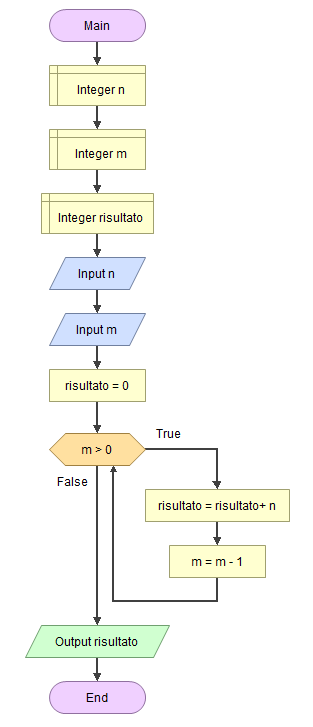 Main
Integer n
Integer m
Integer risultato
Input n
Input m
risultato = 0
m > 0
True
False
risultato = risultato+ n
m = m - 1
Output risultato
End